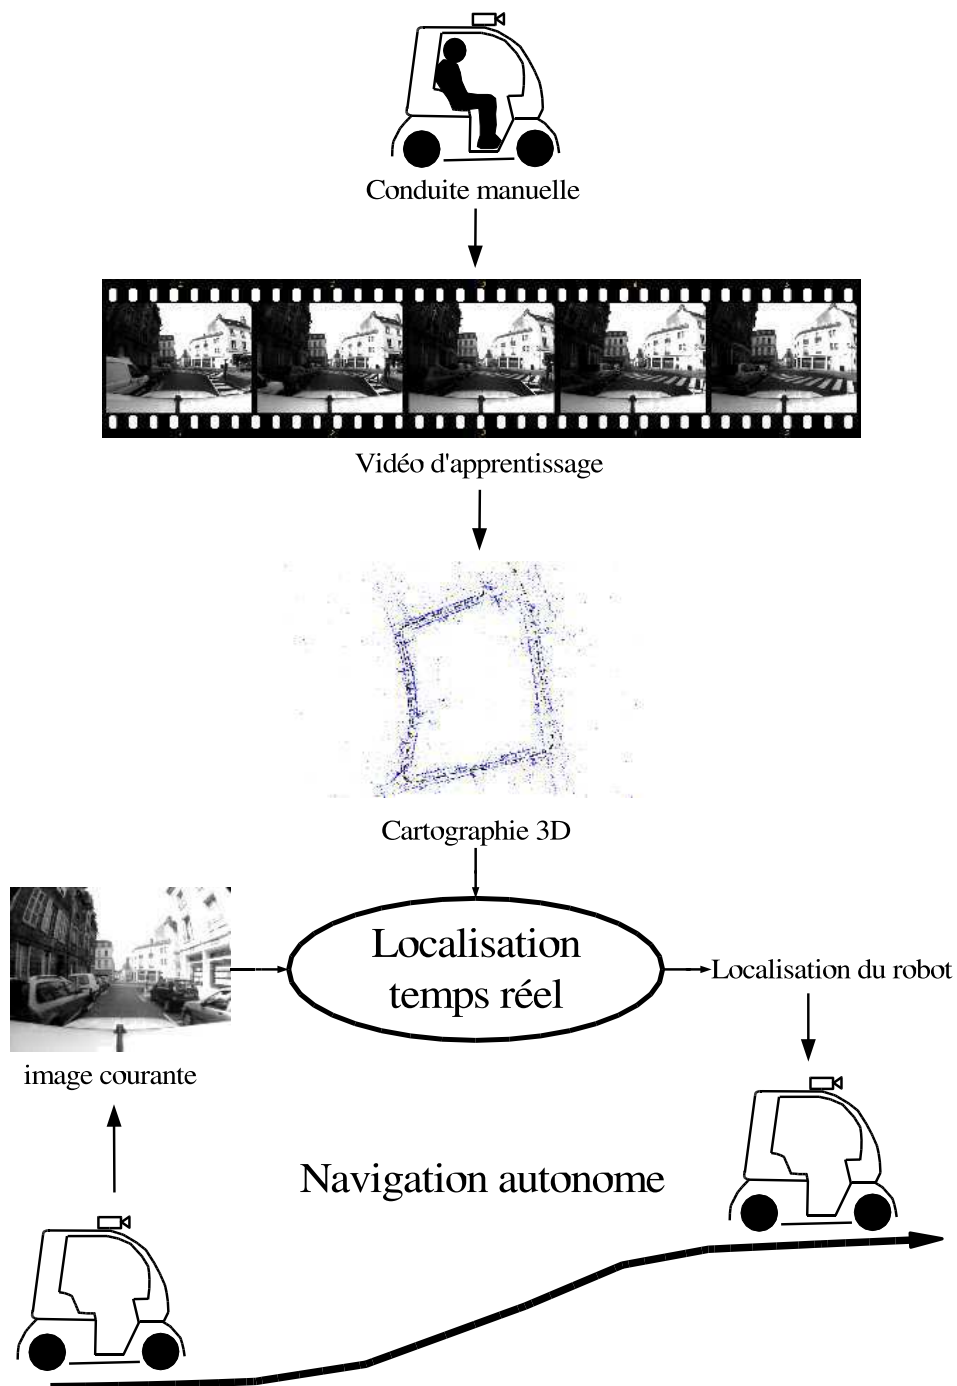 Conduite manuelle
Vidéo d'apprentissage
Cartographie 3D
Localisation
temps réel
Localisation du robot
image courante
Navigation autonome